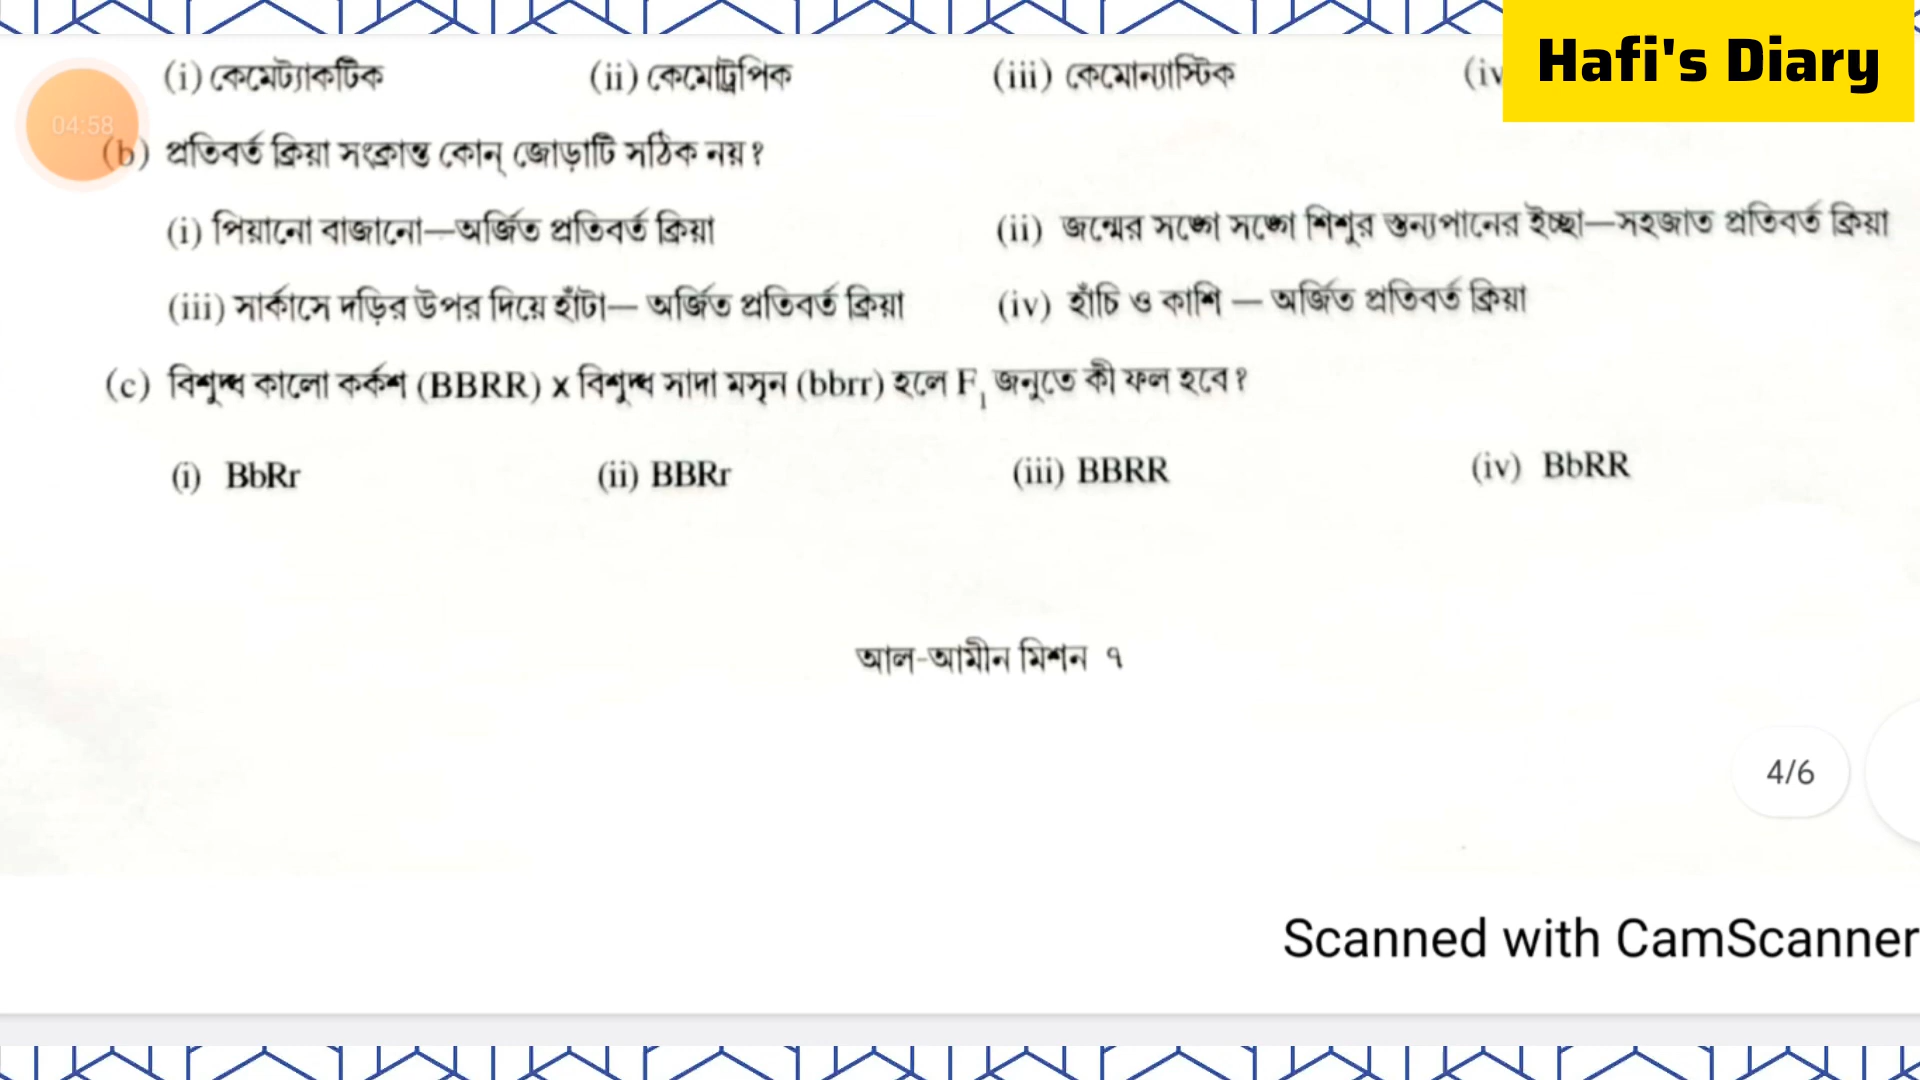 Hafi's Diary
(i) কেমোট্যাকটিক (ii) কেমোট্রপিক (iii) কেমোন্যাস্টিক (iv
04:58
(b) প্রতিবর্ত ক্রিয়া সংক্রান্ত কোন্ জোড়াটি সঠিক নয়?
(i) পিয়ানো বাজানো—অর্জিত প্রতিবর্ত ক্রিয়া (ii) জন্মের সঙ্গে সঙ্গে শিশুর স্তন্যপানের ইচ্ছা—সহজাত প্রতিবর্ত ক্রিয়া
(iii) সার্কাসে দড়ির উপর দিয়ে হাঁটা— অর্জিত প্রতিবর্ত ক্রিয়া (iv) হাঁচি ও কাশি — অর্জিত প্রতিবর্ত ক্রিয়া
(c) বিশুদ্ধ কালো কর্কশ (BBRR) x বিশুদ্ধ সাদা মসৃন (bbrr) হলে F₁ জনুতে কী ফল হবে?
(i) BbRr (ii) BBRr (iii) BBRR (iv) BbRR
আল-আমীন মিশন ৭
4/6
Scanned with CamScanner